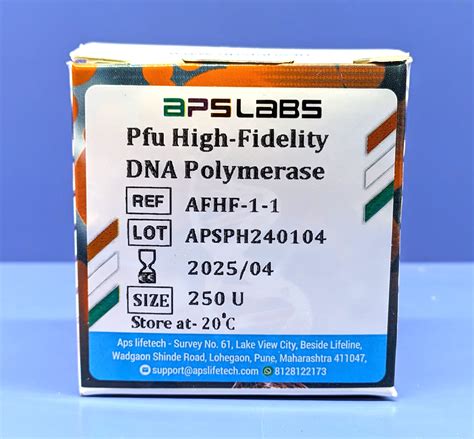 aPSLABS
Pfu High-Fidelity
DNA Polymerase
REF AFHF-1-1
LOT APSPH240104
2025/04
SIZE 250 U
Store at- 20°C
Aps lifetech - Survey No. 61, Lake View City, Beside Lifeline,
Wadgaon Shinde Road, Lohegaon, Pune, Maharashtra 411047,
support@apslifetech.com 8128122173